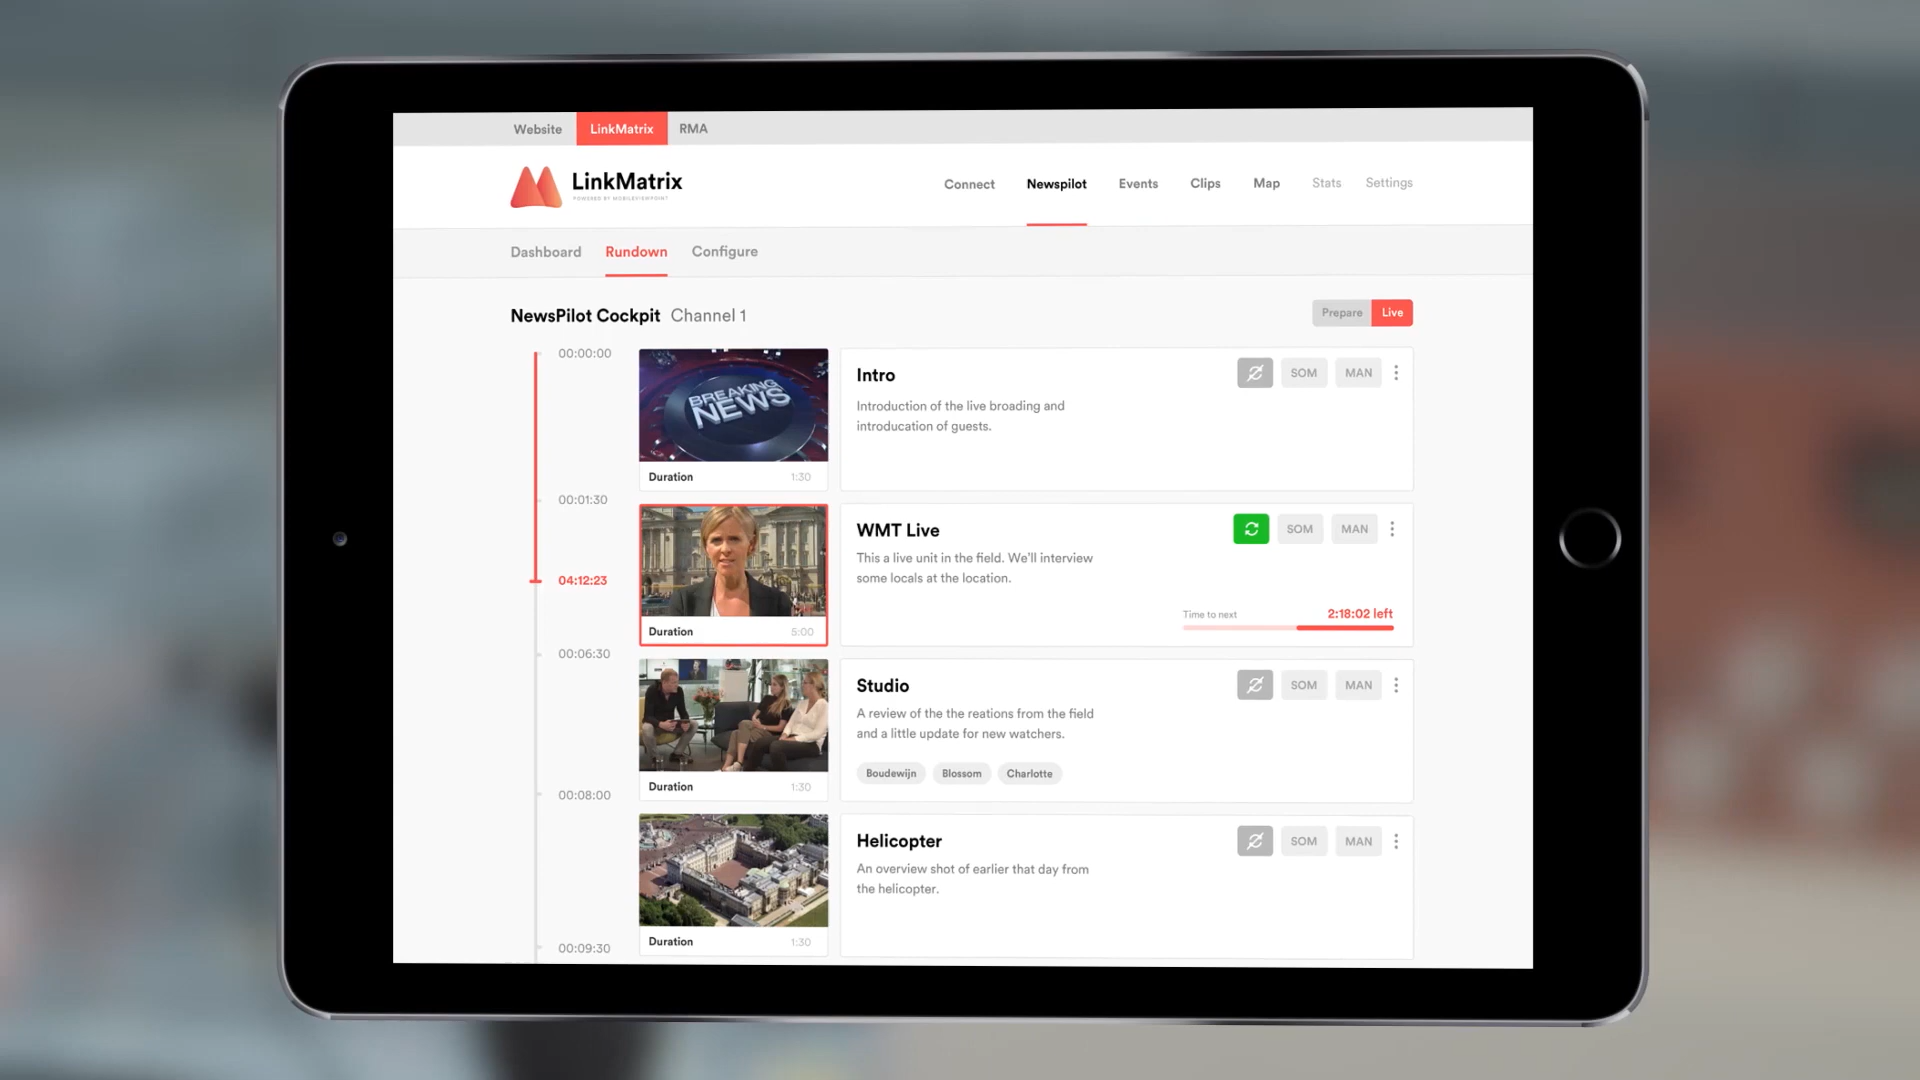 Website LinkMatrix RMA
LinkMatrix
POWERED BY MOBILEVIEWPOINT
Connect Newspilot Events Clips Map Stats Settings
Dashboard Rundown Configure
NewsPilot Cockpit Channel 1
Prepare Live
00:00:00
BREAKING
NEWS
Duration 1:30
Intro
SOM MAN
Introduction of the live broading and
introducation of guests.
00:01:30
04:12:23
Duration 5:00
WMT Live
SOM MAN
This a live unit in the field. We'll interview
some locals at the location.
Time to next 2:18:02 left
00:06:30
Duration 1:30
Studio
SOM MAN
A review of the the reations from the field
and a little update for new watchers.
Boudewijn Blossom Charlotte
00:08:00
Duration 1:30
Helicopter
SOM MAN
An overview shot of earlier that day from
the helicopter.
00:09:30